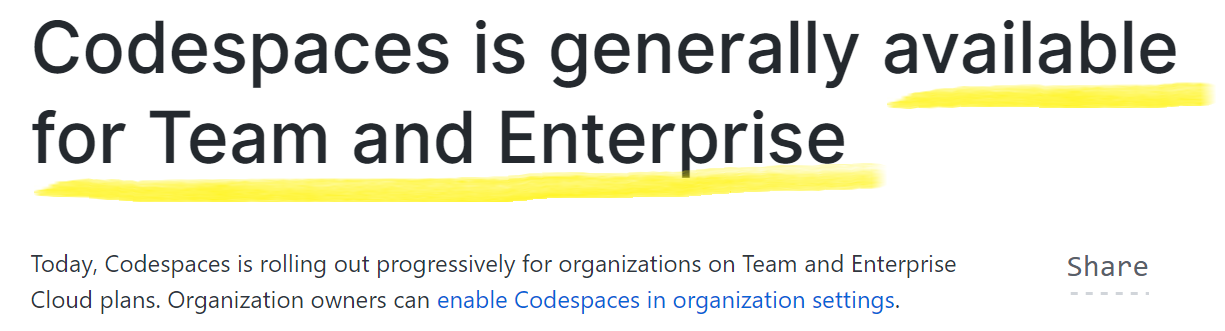 Codespaces is generally available
for Team and Enterprise
Today, Codespaces is rolling out progressively for organizations on Team and Enterprise
Cloud plans. Organization owners can enable Codespaces in organization settings.
Share